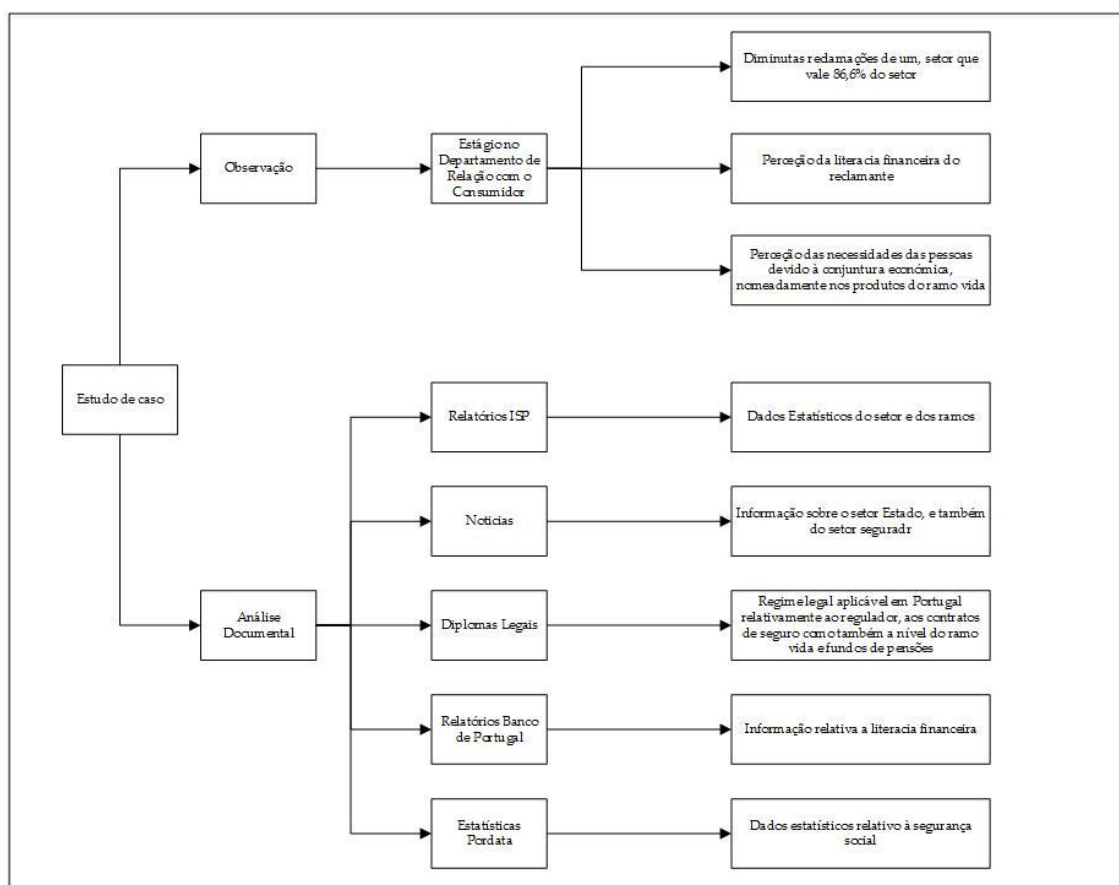 Diminutas reclamações de um, setor que
vale 86,6% do setor
Observação
Estágio no
Departamento de
Relação com o
Consumidor
Perceção da literacia financeira do
reclamante
Perceção das necessidades das pessoas
devido à conjuntura económica,
nomeadamente nos produtos do ramo vida
Estudo de caso
Relatórios ISP
Dados Estatísticos do setor e dos ramos
Noticias
Informação sobre o setor Estado, e também
do setor seguradr
Análise
Documental
Diplomas Legais
Regime legal aplicável em Portugal
relativamente ao regulador, aos contratos
de seguro como também a nível do ramo
vida e fundos de pensões
Relatórios Banco
de Portugal
Informação relativa a literacia financeira
Estatísticas
Pordata
Dados estatísticos relativo à segurança
social